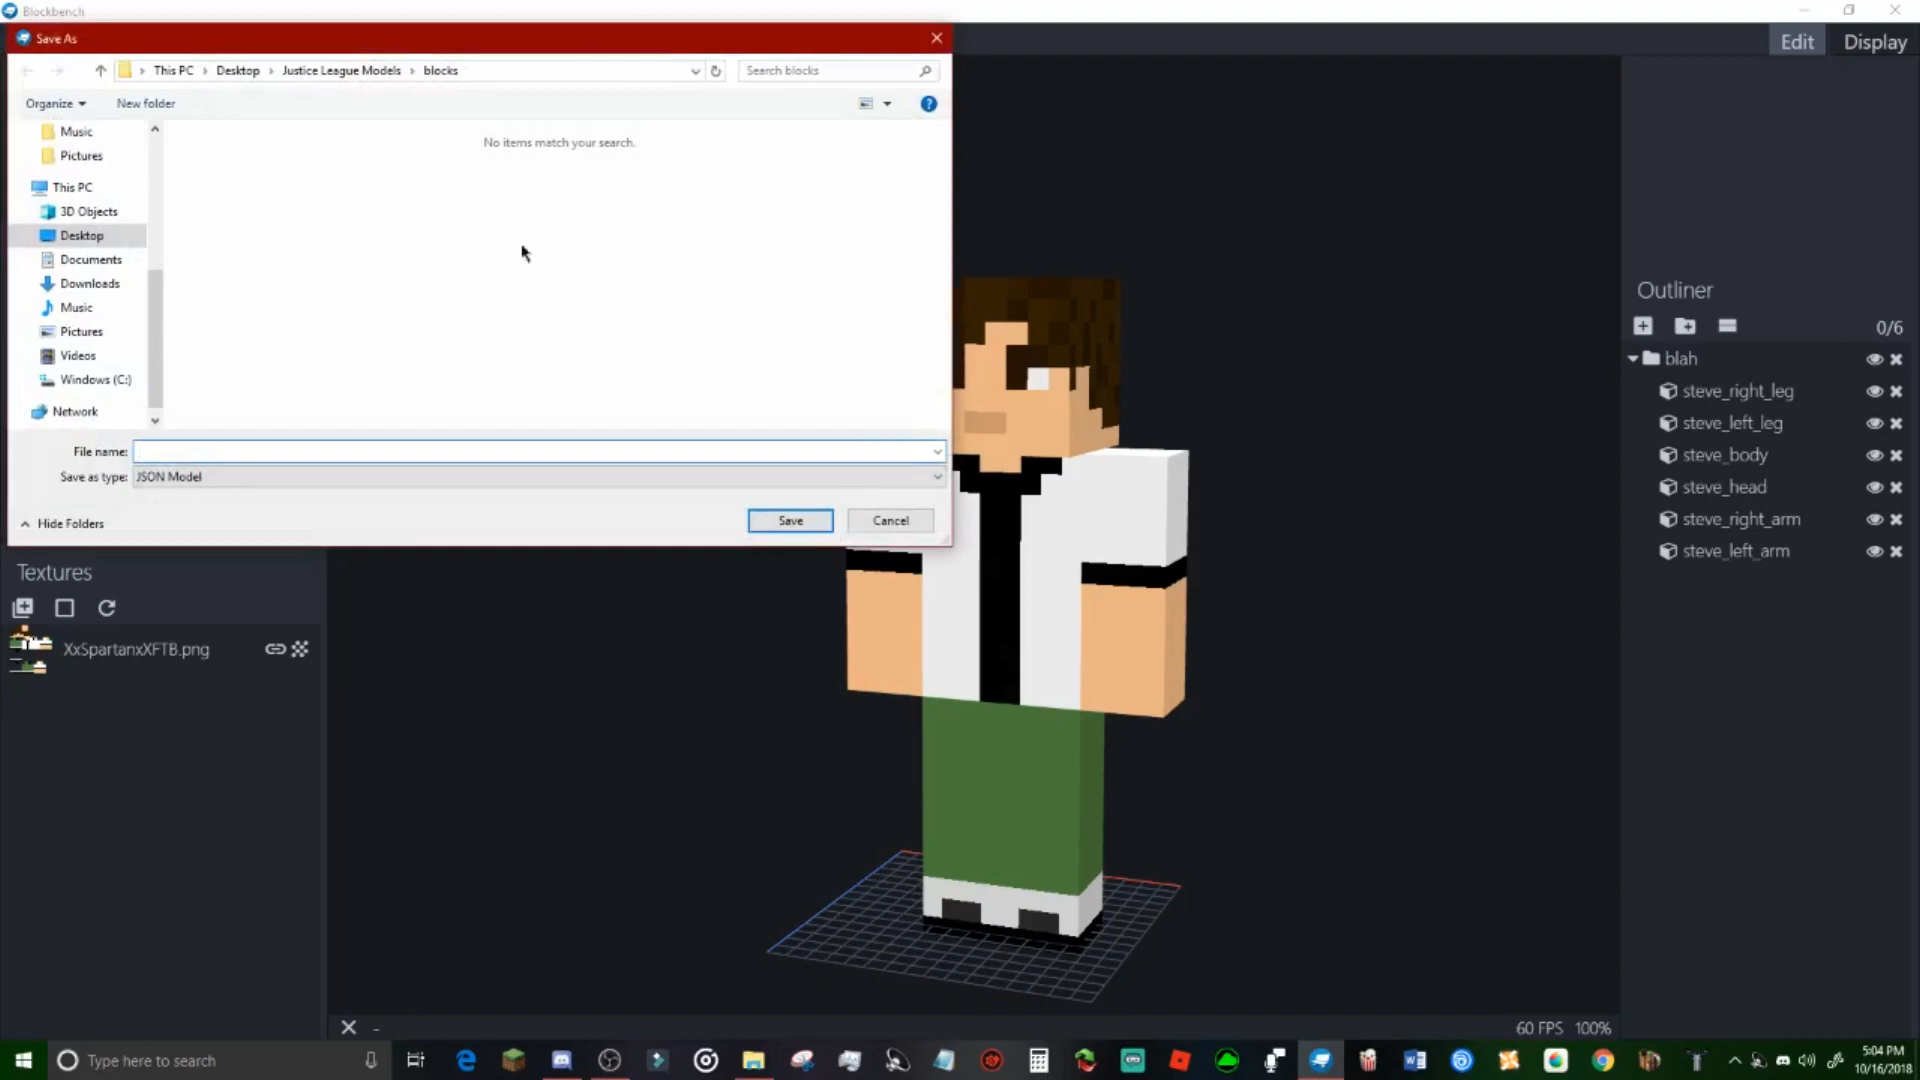 Blockbench
Save As
This PC > Desktop > Justice League Models > blocks
Search blocks
Organize
New folder
Edit
Display
Music
Pictures
This PC
3D Objects
Desktop
Documents
Downloads
Music
Pictures
Videos
Windows (C:)
Network
No items match your search.
File name:
Save as type: JSON Model
Hide Folders
Save
Cancel
Outliner
0/6
blah
steve_right_leg
steve_left_leg
steve_body
steve_head
steve_right_arm
steve_left_arm
Textures
XxSpartanxXFTB.png
-
60 FPS 100%
Type here to search
5:04 PM
10/16/2018